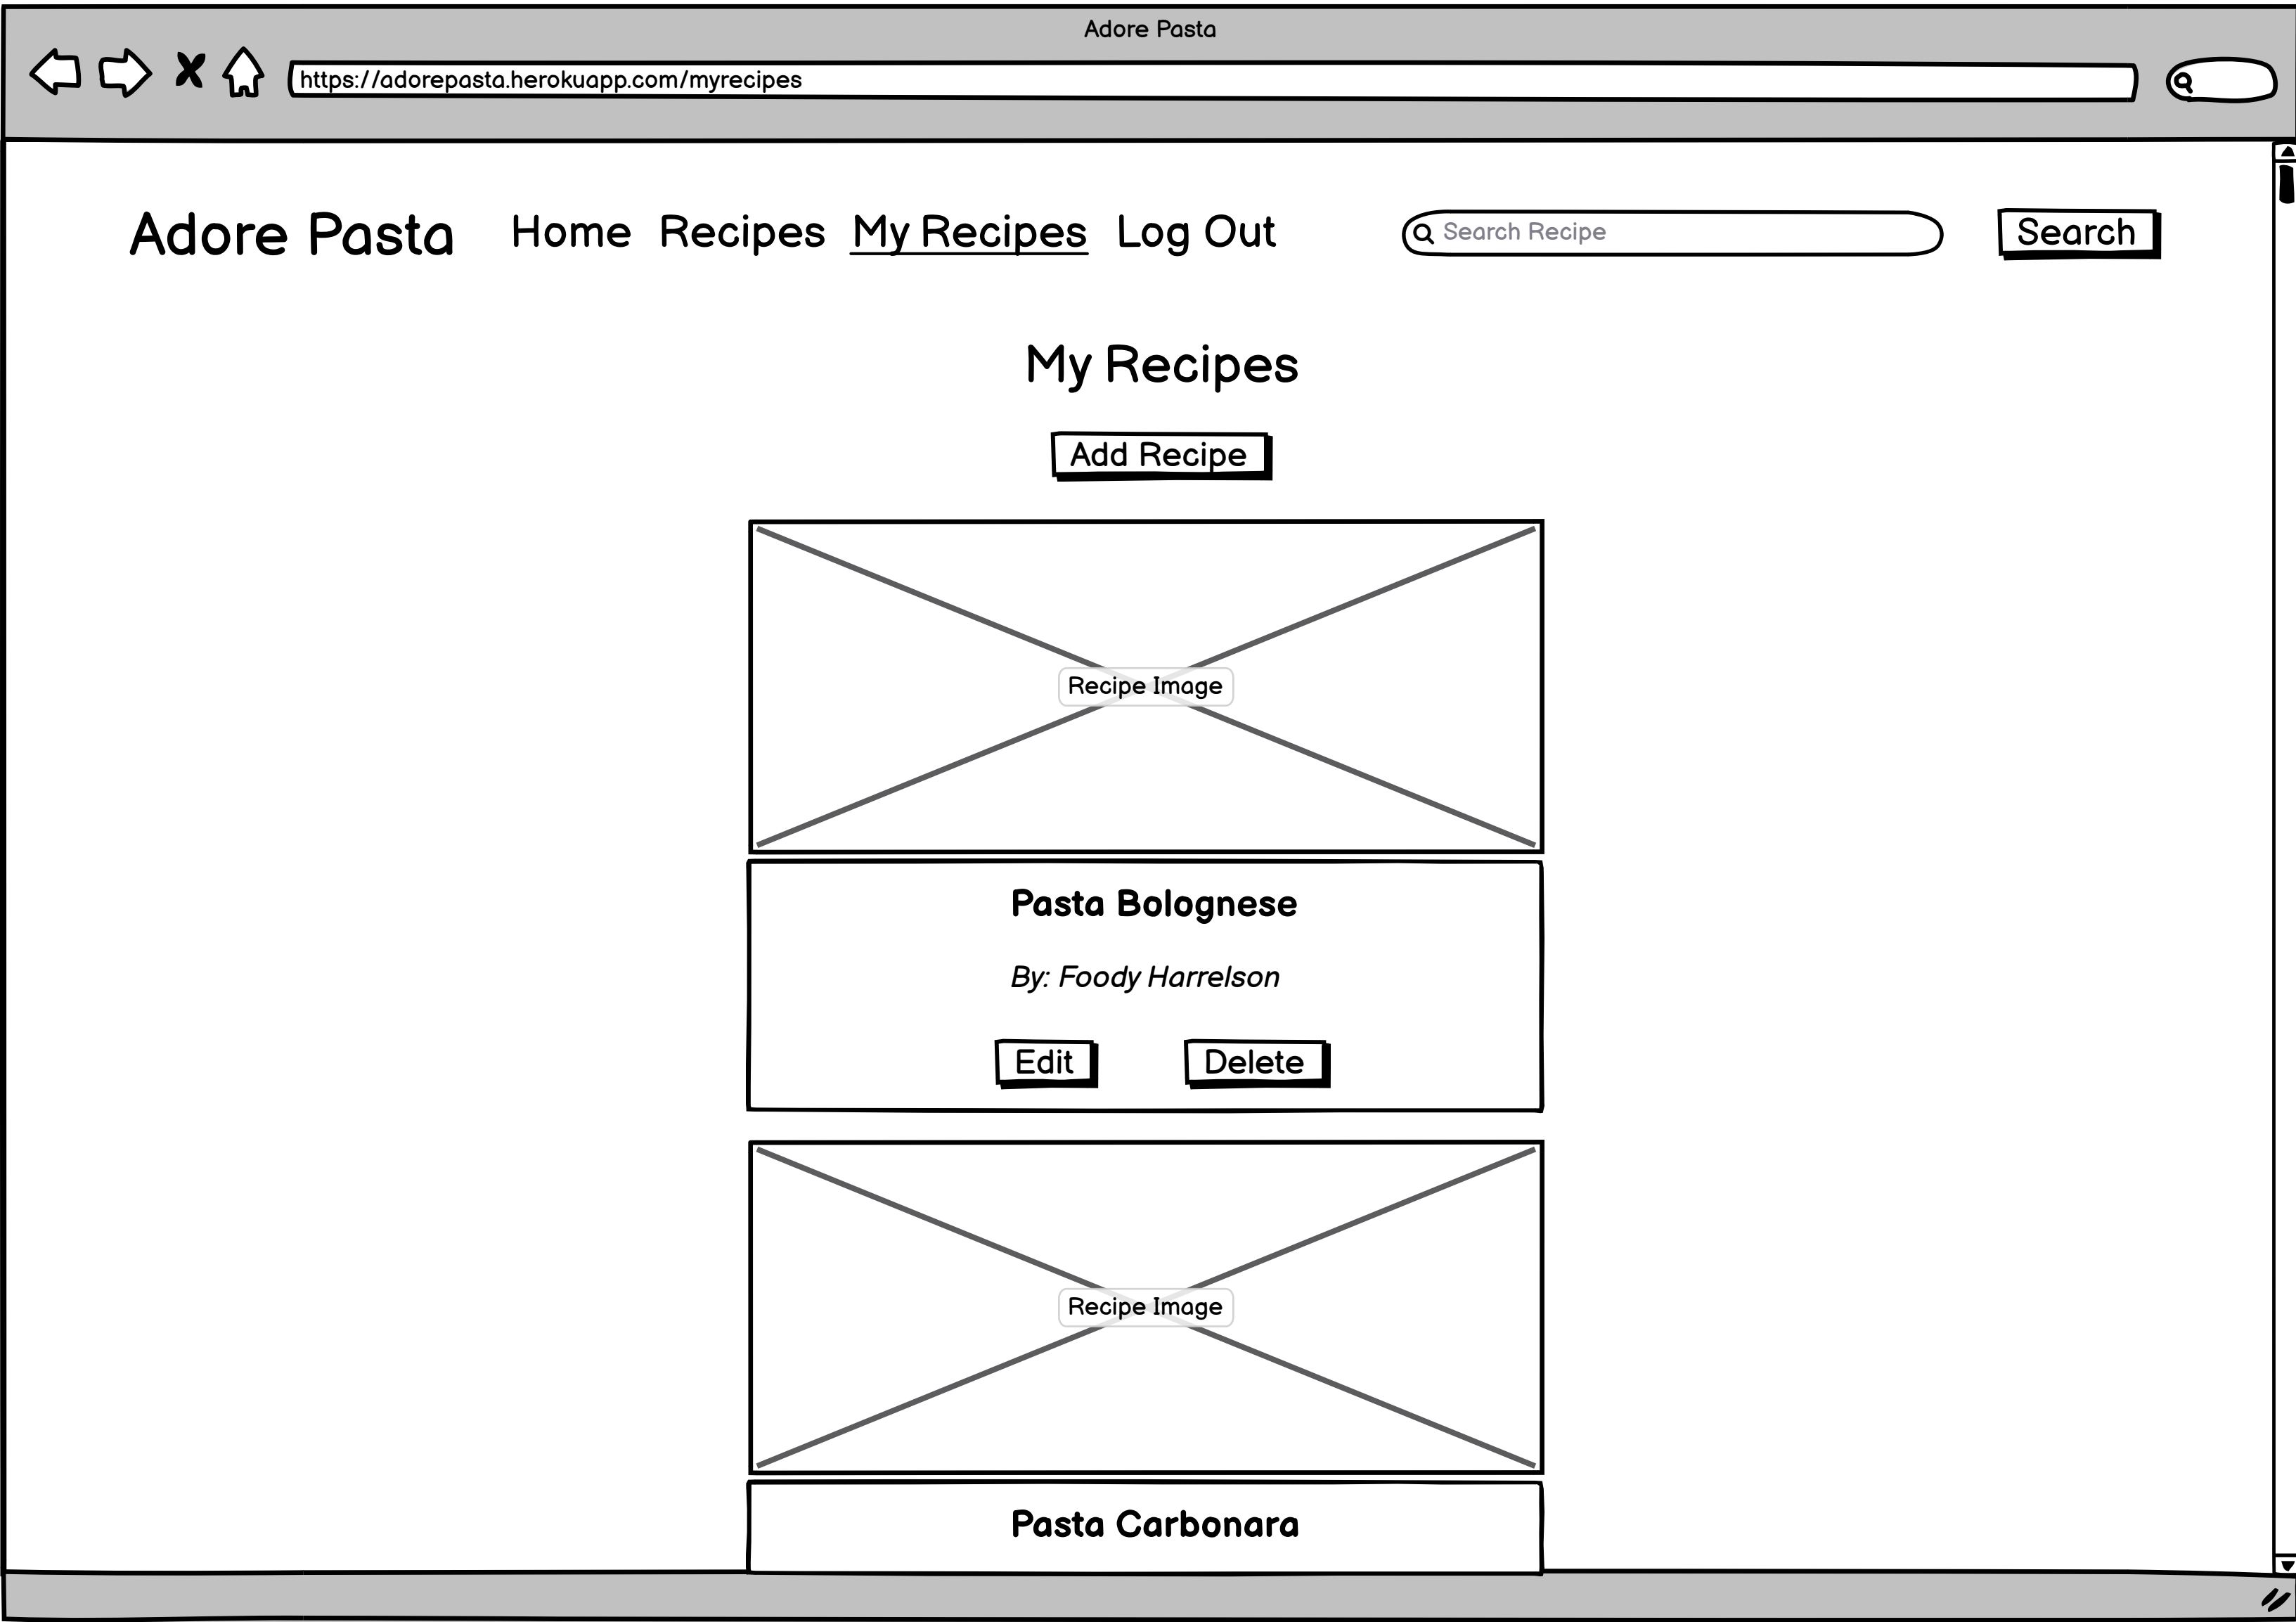 Adore Pasta
https://adorepasta.herokuapp.com/myrecipes
Adore Pasta Home Recipes My Recipes Log Out Search Recipe Search
My Recipes
Add Recipe
Recipe Image
Pasta Bolognese
By: Foody Harrelson
Edit Delete
Recipe Image
Pasta Carbonara